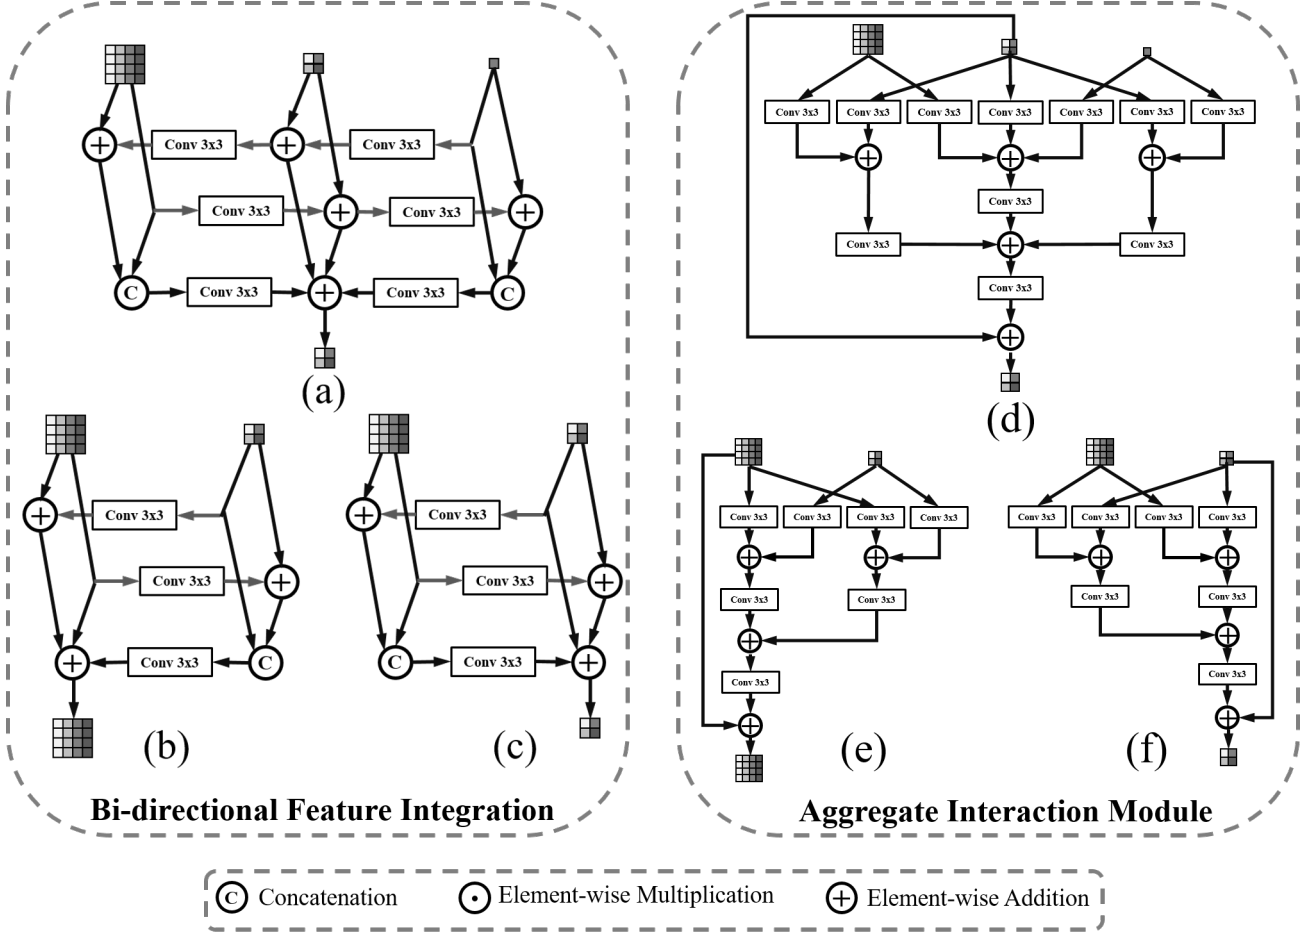 Conv 3x3 Conv 3x3
Conv 3x3 Conv 3x3
C Conv 3x3 Conv 3x3 C
(a)
Conv 3x3
Conv 3x3
Conv 3x3 C
(b)
Conv 3x3
Conv 3x3
C Conv 3x3
(c)
Bi-directional Feature Integration
Conv 3x3 Conv 3x3 Conv 3x3 Conv 3x3 Conv 3x3 Conv 3x3 Conv 3x3
Conv 3x3
Conv 3x3 Conv 3x3
Conv 3x3
(d)
Conv 3x3 Conv 3x3 Conv 3x3 Conv 3x3
Conv 3x3 Conv 3x3
Conv 3x3
(e)
Conv 3x3 Conv 3x3 Conv 3x3 Conv 3x3
Conv 3x3 Conv 3x3
Conv 3x3
(f)
Aggregate Interaction Module
C Concatenation Element-wise Multiplication Element-wise Addition